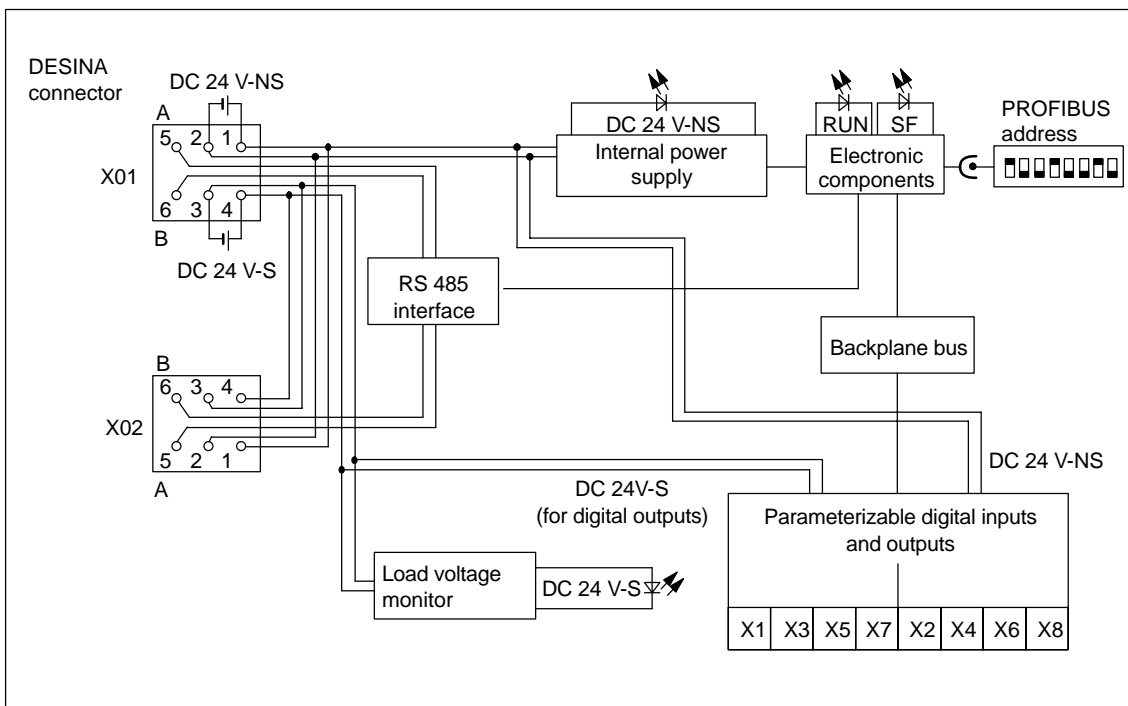 DESINA
connector
DC 24 V-NS
A
5 2 1
X01
6 3 4
B
DC 24 V-S
DC 24 V-NS
Internal power
supply
RUN SF
Electronic
components
PROFIBUS
address
RS 485
interface
Backplane bus
B
6 3 4
X02
5 2 1
A
DC 24V-S
(for digital outputs)
DC 24 V-NS
Parameterizable digital inputs
and outputs
Load voltage
monitor
DC 24 V-S
X1 X3 X5 X7 X2 X4 X6 X8